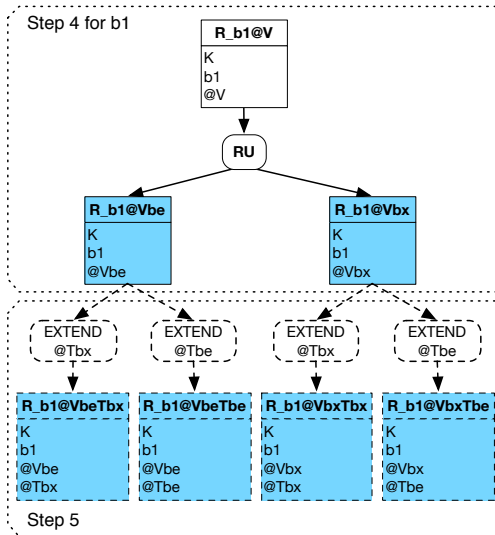 Step 4 for b1
R_b1@V
K
b1
@V
RU
R_b1@Vbe
K
b1
@Vbe
R_b1@Vbx
K
b1
@Vbx
EXTEND
@Tbx
EXTEND
@Tbe
EXTEND
@Tbx
EXTEND
@Tbe
R_b1@VbeTbx
K
b1
@Vbe
@Tbx
R_b1@VbeTbe
K
b1
@Vbe
@Tbe
R_b1@VbxTbx
K
b1
@Vbx
@Tbx
R_b1@VbxTbe
K
b1
@Vbx
@Tbe
Step 5